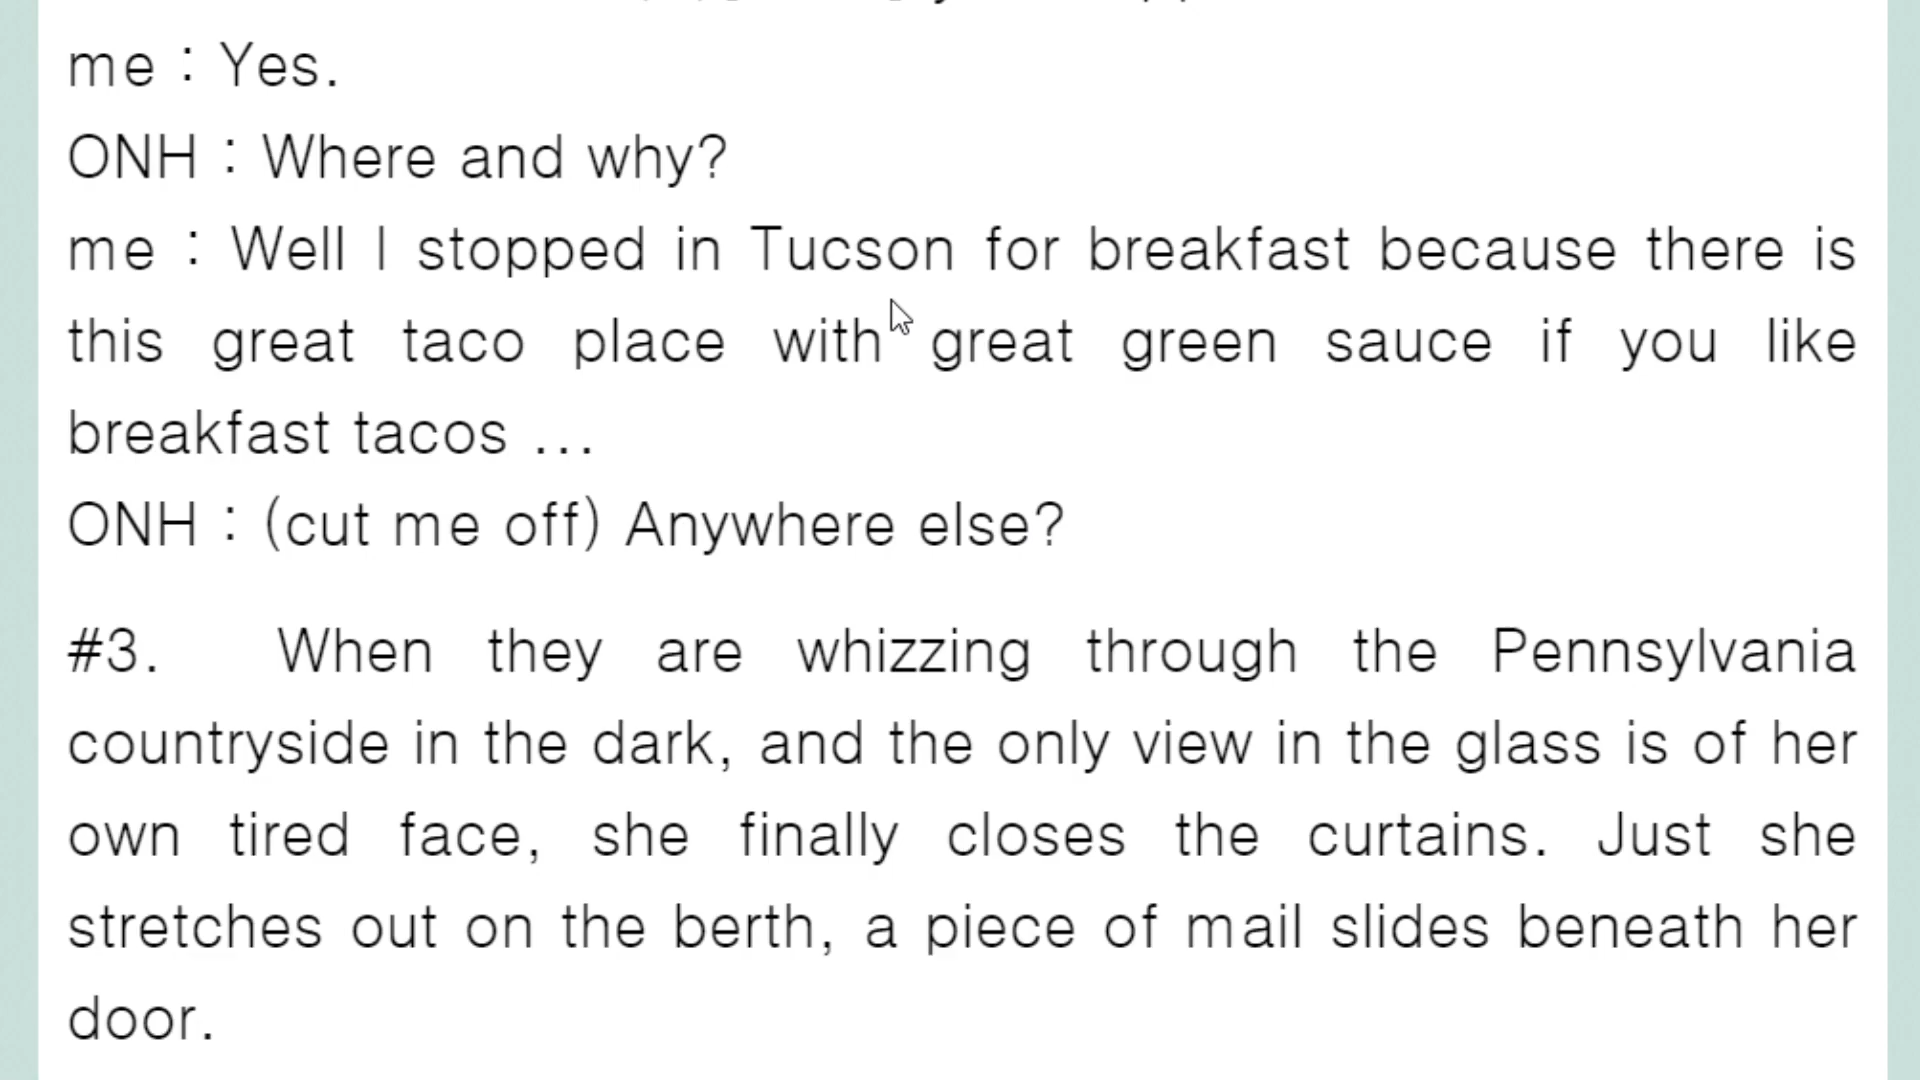 me : Yes.
ONH : Where and why?
me : Well I stopped in Tucson for breakfast because there is
this great taco place with great green sauce if you like
breakfast tacos ...
ONH : (cut me off) Anywhere else?
#3. When they are whizzing through the Pennsylvania
countryside in the dark, and the only view in the glass is of her
own tired face, she finally closes the curtains. Just she
stretches out on the berth, a piece of mail slides beneath her
door.